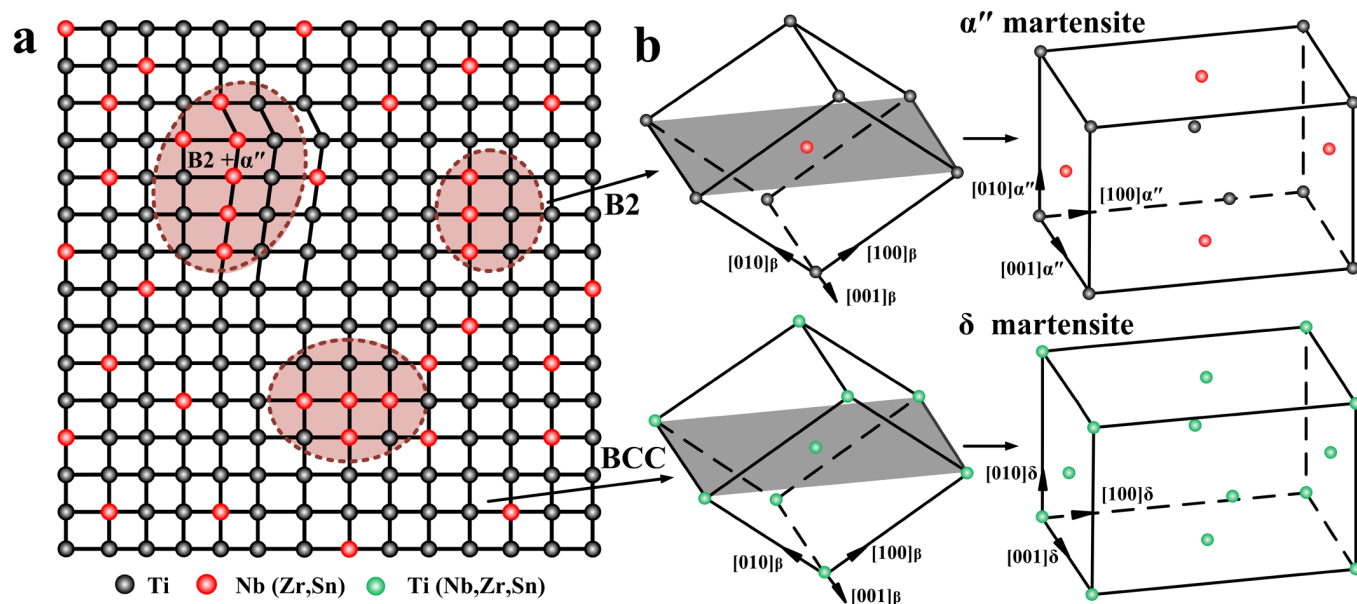 a
B2 + α″
Ti
Nb (Zr,Sn)
Ti (Nb,Zr,Sn)
b
α″ martensite
B2
[010]β
[100]β
[001]β
[010]α″
[100]α″
[001]α″
δ martensite
BCC
[010]β
[100]β
[001]β
[010]δ
[100]δ
[001]δ